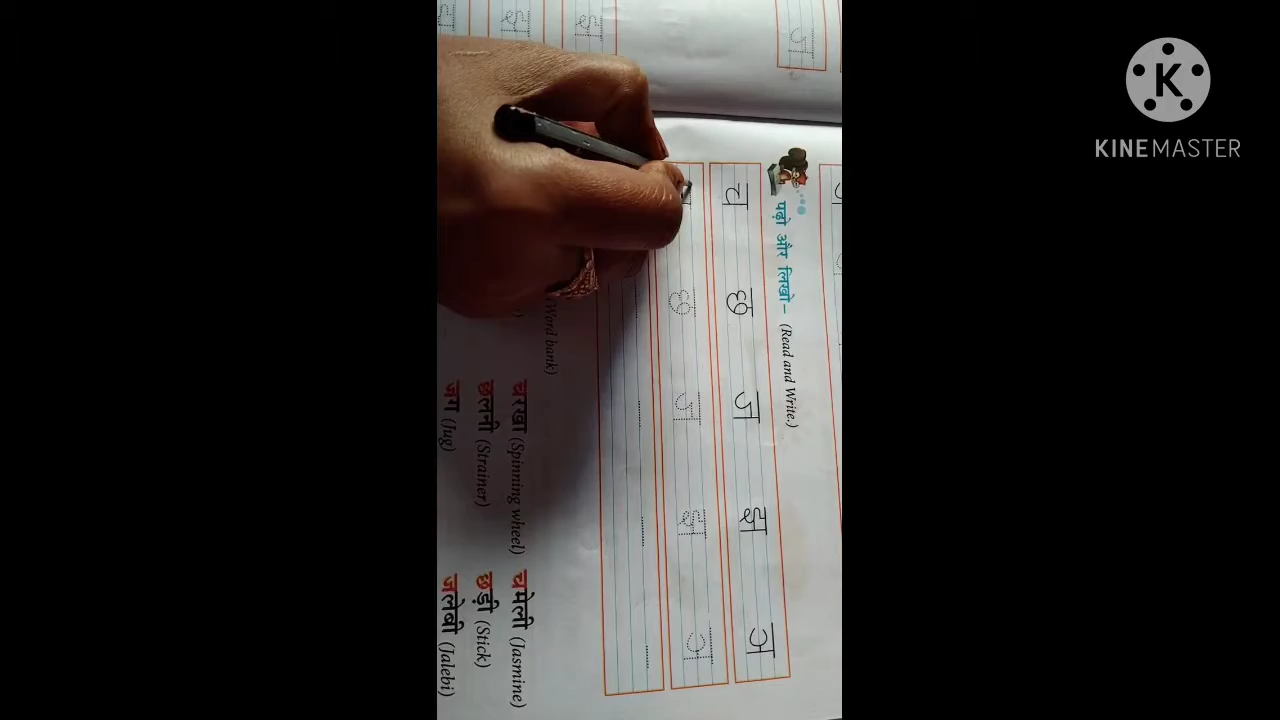 K
KINEMASTER
ज
पढ़ो और लिखो– (Read and Write.)
च छ ज झ ञ
छ ज झ ञ
(Word bank)
चरखा (Spinning wheel) चमेली (Jasmine)
छलनी (Strainer) छड़ी (Stick)
जग (Jug) जलेबी (Jalebi)